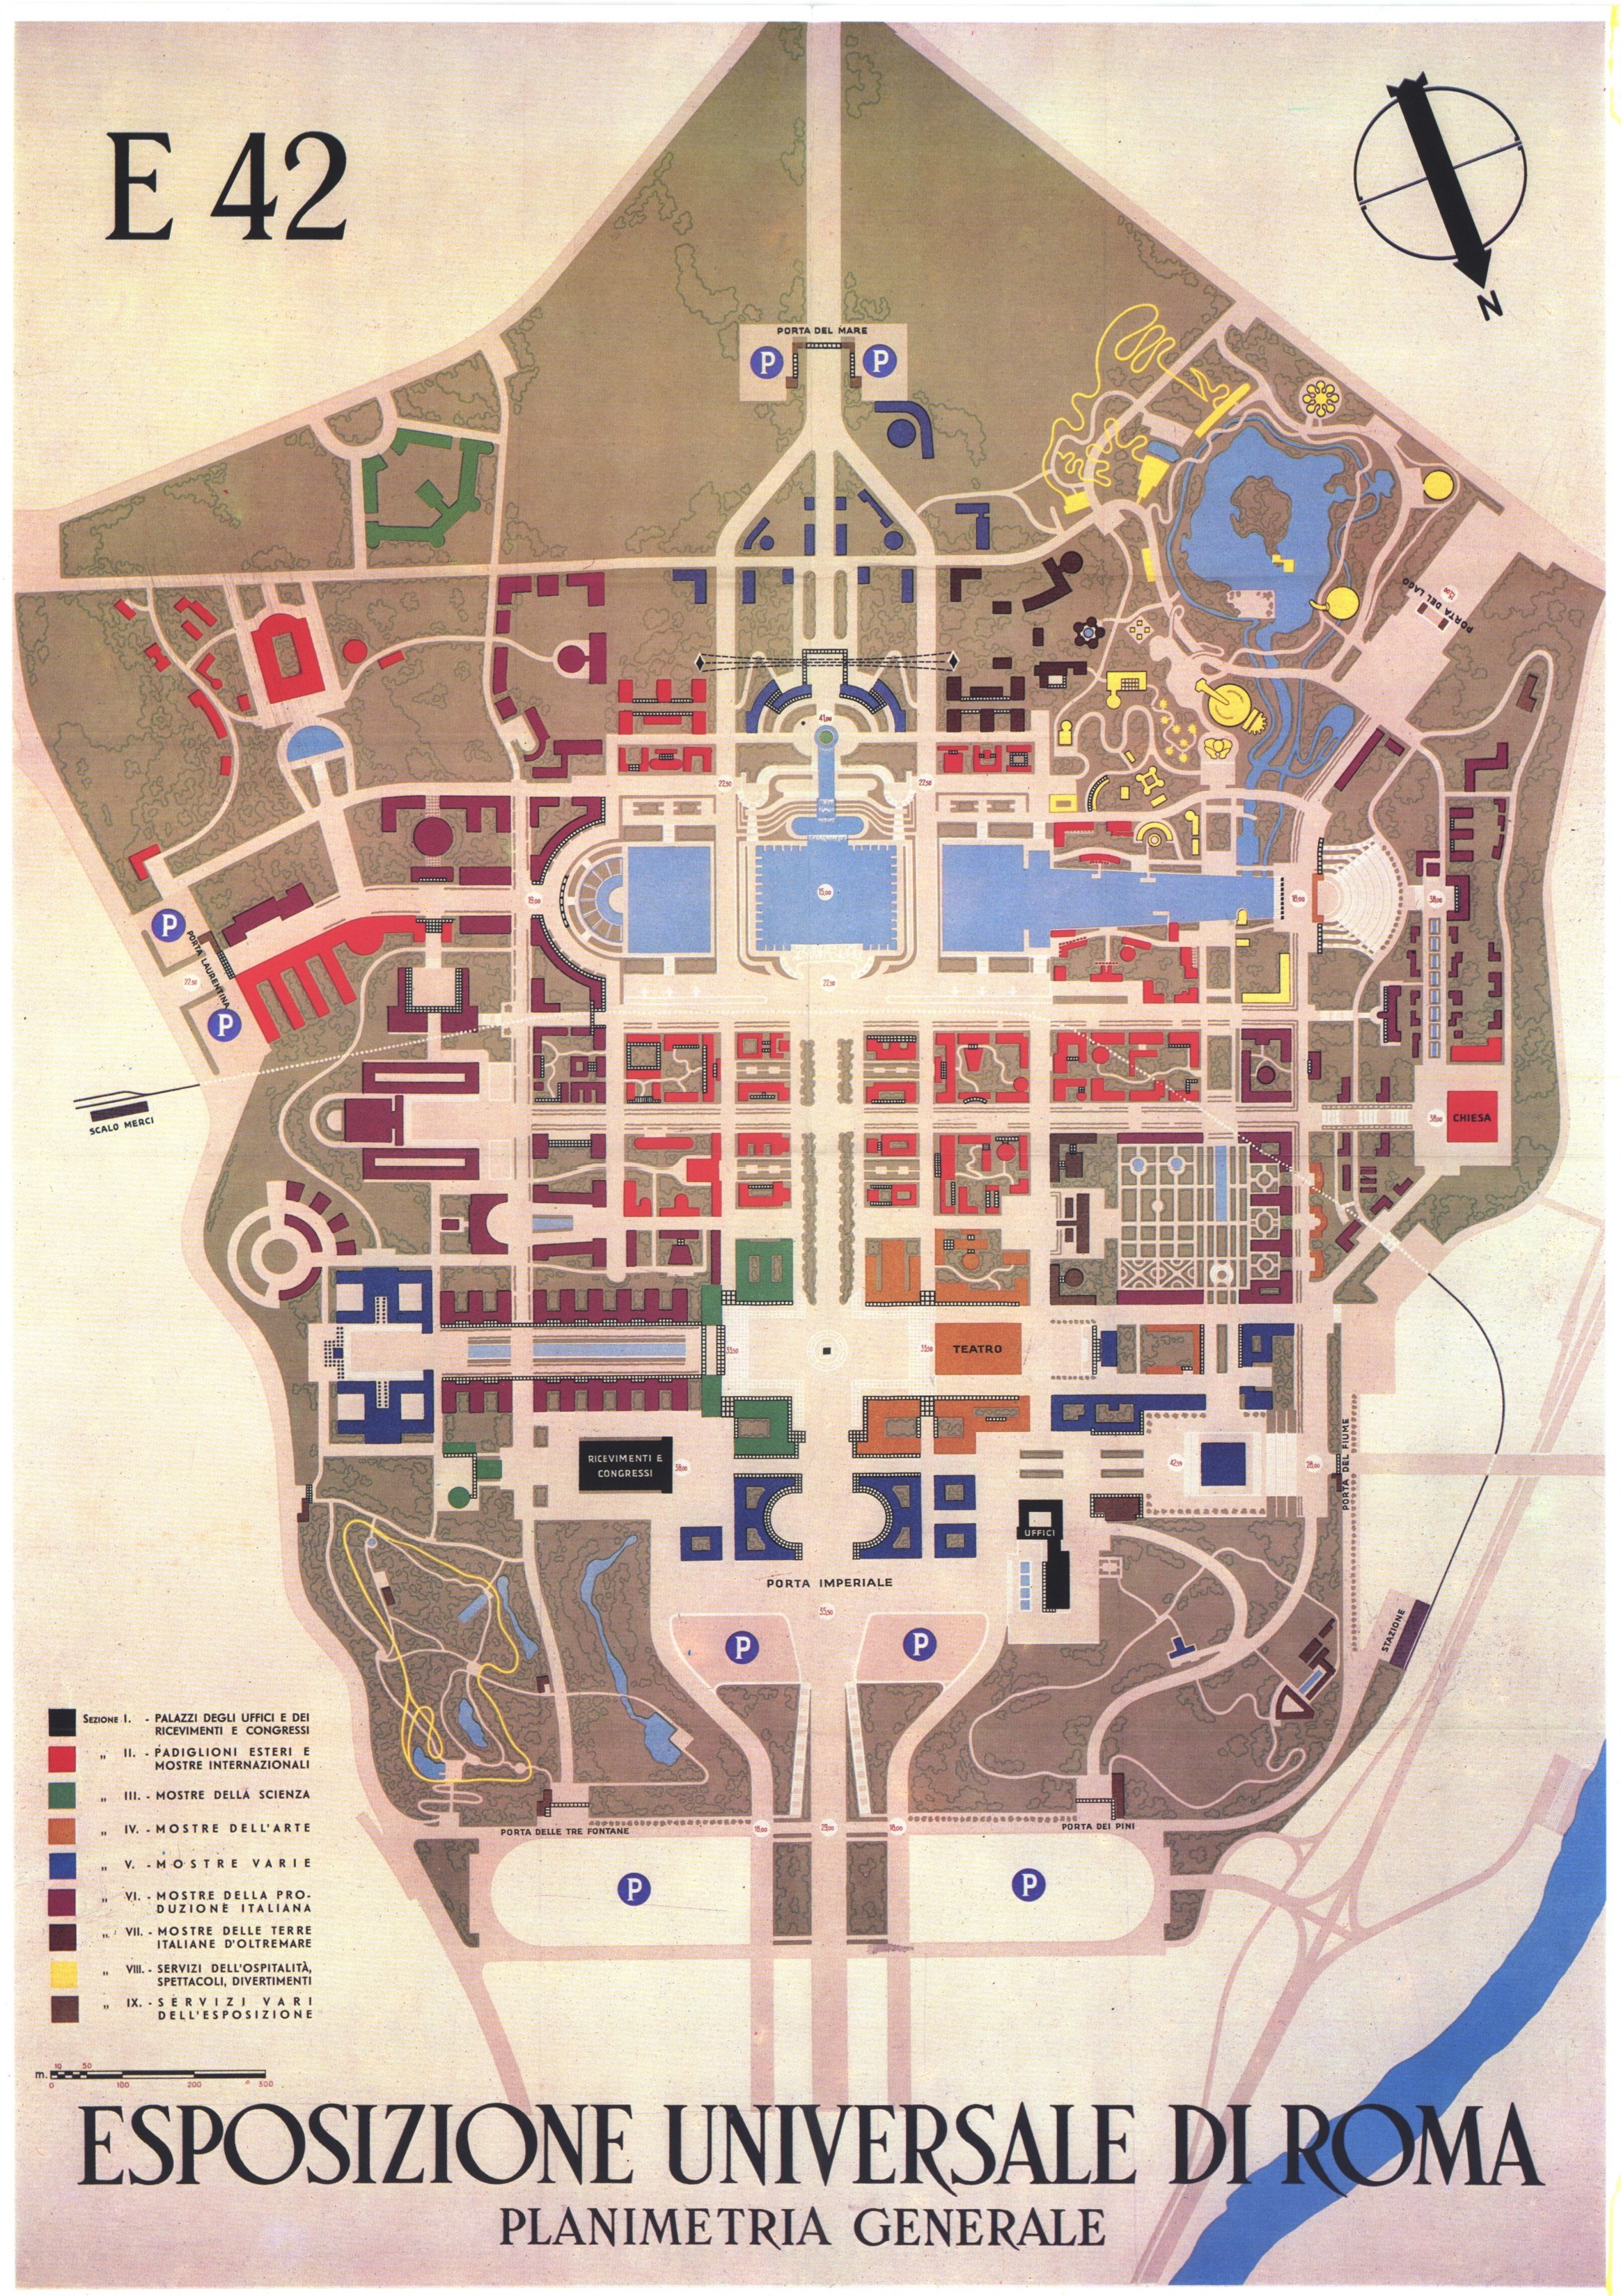 E 42
N
PORTA DEL MARE
P
P
PORTA DEL LAGO
41,00
22,50
22,50
19,00
15,00
18,00
38,00
22,50
P
PORTA LAURENTINA
22,50
P
SCALO MERCI
38,00
CHIESA
33,50
33,50
TEATRO
RICEVIMENTI E
CONGRESSI
38,00
28,00
PORTA DEL FIUME
UFFICI
PORTA IMPERIALE
33,50
P
P
STAZIONE
SEZIONE I. - PALAZZI DEGLI UFFICI E DEI
RICEVIMENTI E CONGRESSI
„ II. - PADIGLIONI ESTERI E
MOSTRE INTERNAZIONALI
„ III. - MOSTRE DELLA SCIENZA
„ IV. - MOSTRE DELL'ARTE
„ V. - MOSTRE VARIE
„ VI. - MOSTRE DELLA PRO-
DUZIONE ITALIANA
„ VII. - MOSTRE DELLE TERRE
ITALIANE D'OLTREMARE
„ VIII. - SERVIZI DELL'OSPITALITÀ,
SPETTACOLI, DIVERTIMENTI
„ IX. - SERVIZI VARI
DELL'ESPOSIZIONE
PORTA DELLE TRE FONTANE
18,00
18,00
PORTA DEI PINI
P
P
m.
10 50
0 100 200 300
ESPOSIZIONE UNIVERSALE DI ROMA
PLANIMETRIA GENERALE